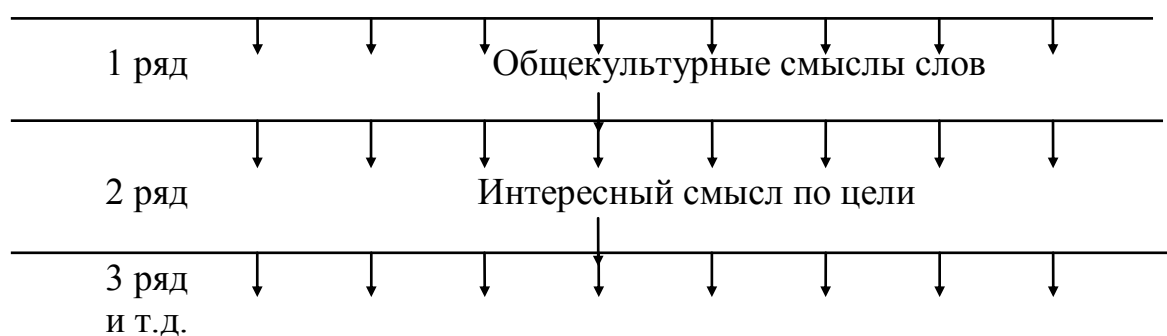 1 ряд Общекультурные смыслы слов
2 ряд Интересный смысл по цели
3 ряд
и т.д.